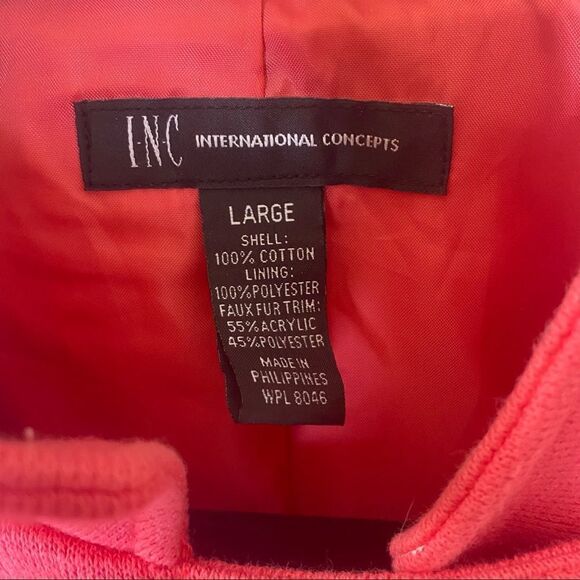 I·N·C INTERNATIONAL CONCEPTS
LARGE
SHELL:
100% COTTON
LINING:
100%POLYESTER
FAUX FUR TRIM:
55%ACRYLIC
45%POLYESTER
MADE IN
PHILIPPINES
WPL 8046